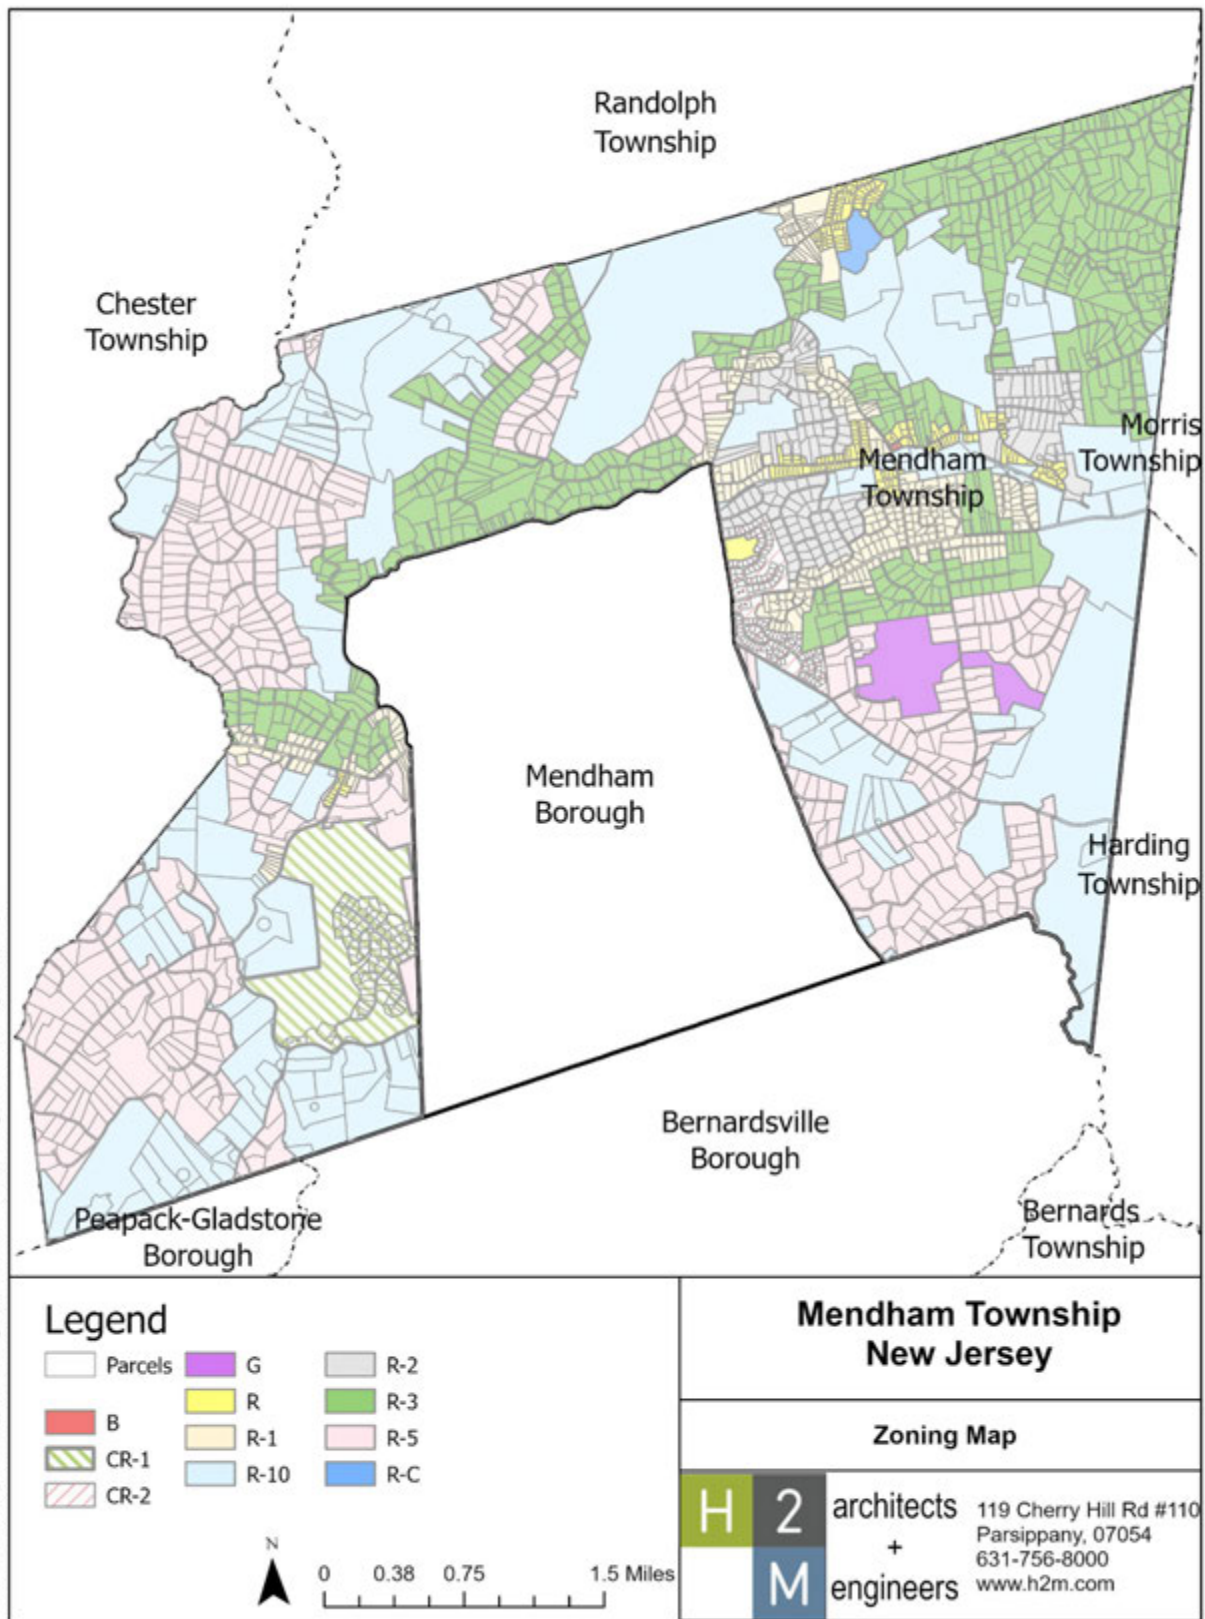 Randolph
Township
Chester
Township
Morris
Township
Mendham
Township
Mendham
Borough
Harding
Township
Bernardsville
Borough
Peapack-Gladstone
Borough
Bernards
Township
Legend
Parcels
B
CR-1
CR-2
G
R
R-1
R-10
R-2
R-3
R-5
R-C
N
0 0.38 0.75 1.5 Miles
Mendham Township
New Jersey
Zoning Map
H2M
architects
+
engineers
119 Cherry Hill Rd #110
Parsippany, 07054
631-756-8000
www.h2m.com